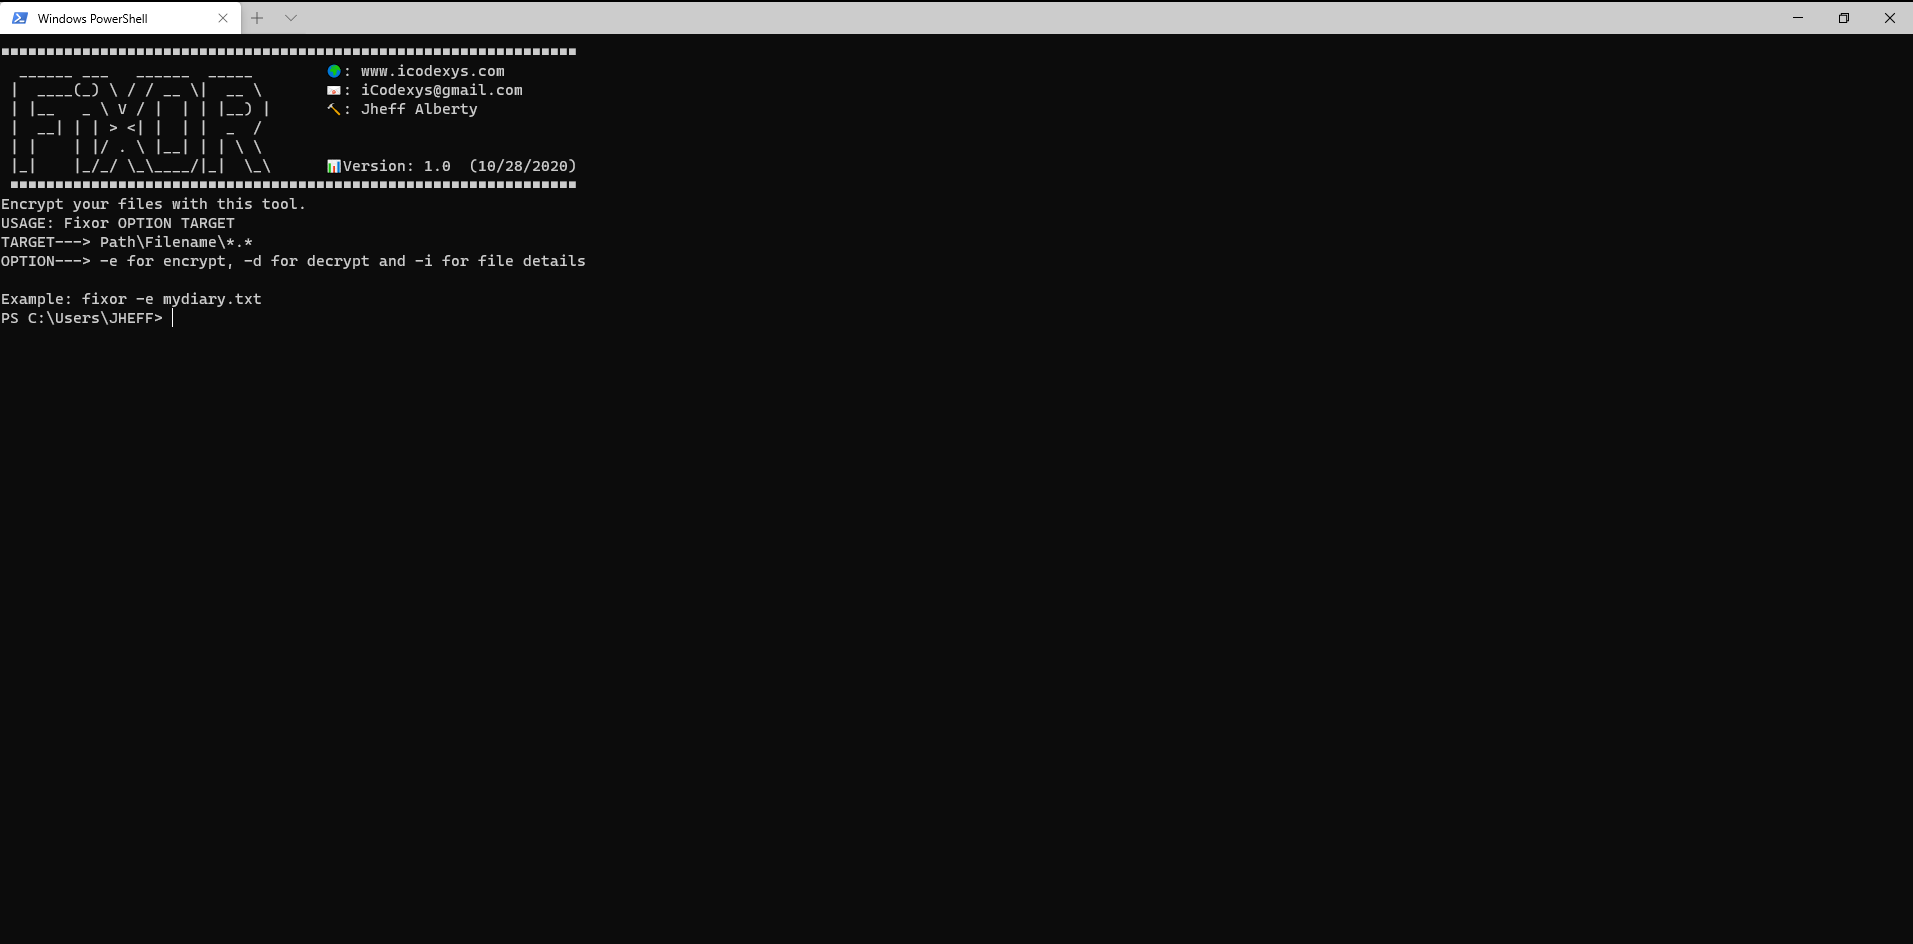 Windows PowerShell
FiXOR
: www.icodexys.com
: iCodexys@gmail.com
: Jheff Alberty
Version: 1.0 (10/28/2020)
Encrypt your files with this tool.
USAGE: Fixor OPTION TARGET
TARGET---> Path\Filename\*.*
OPTION---> -e for encrypt, -d for decrypt and -i for file details
Example: fixor -e mydiary.txt
PS C:\Users\JHEFF>